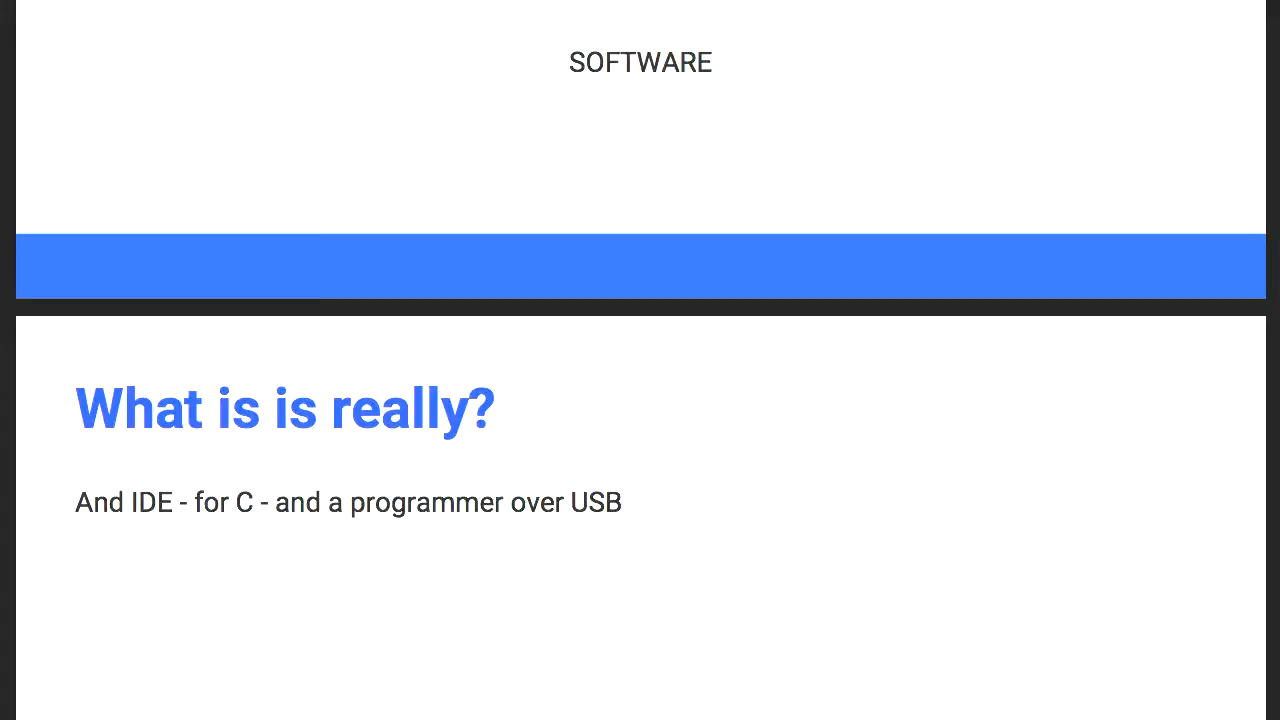 SOFTWARE
What is is really?
And IDE - for C - and a programmer over USB